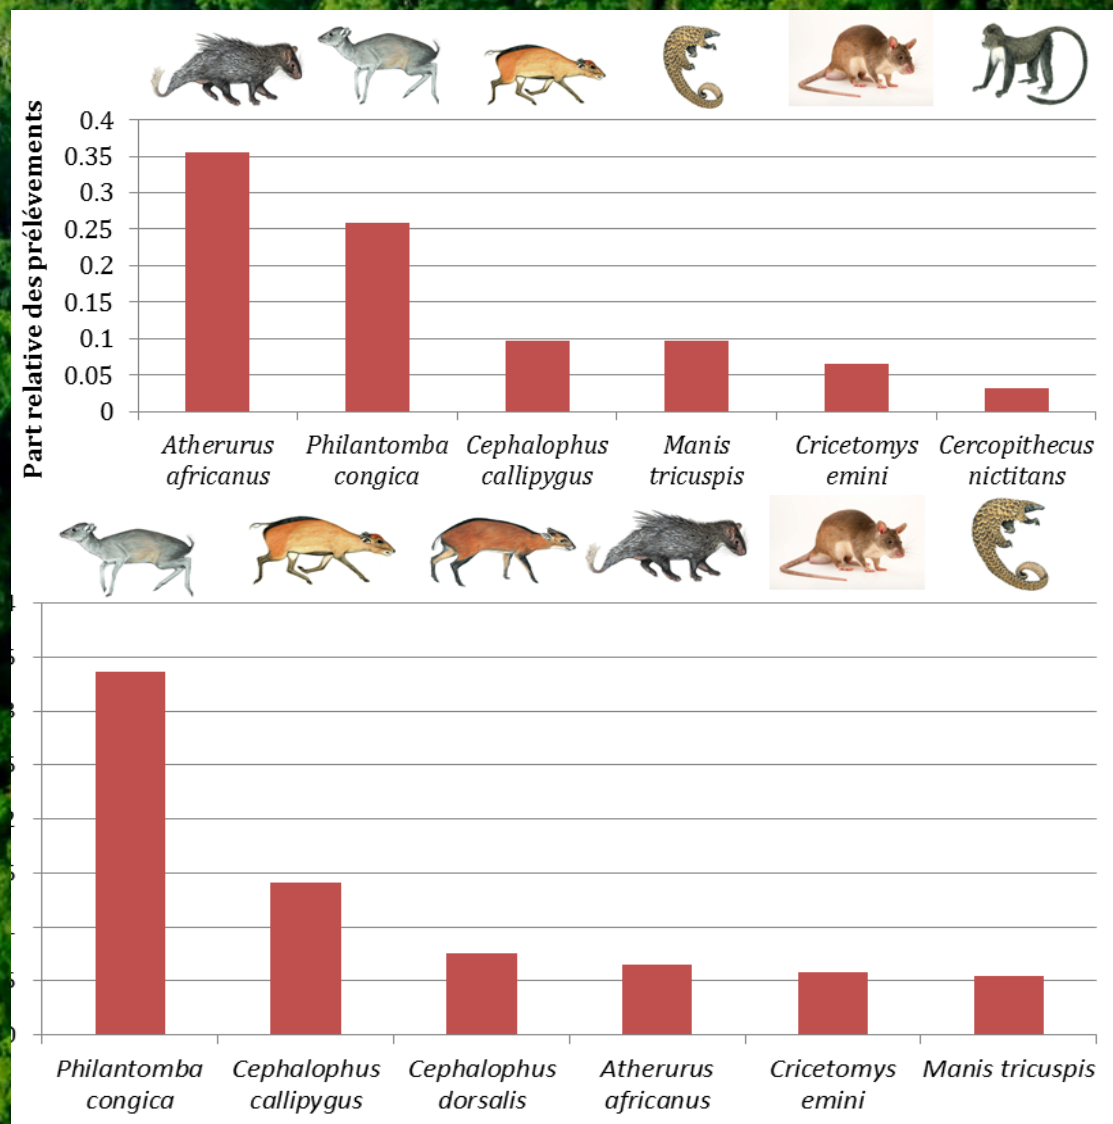 Part relative des prélévements
0.4
0.35
0.3
0.25
0.2
0.15
0.1
0.05
0
Atherurus
africanus
Philantomba
congica
Cephalophus
callipygus
Manis
tricuspis
Cricetomys
emini
Cercopithecus
nictitans
Philantomba
congica
Cephalophus
callipygus
Cephalophus
dorsalis
Atherurus
africanus
Cricetomys
emini
Manis tricuspis